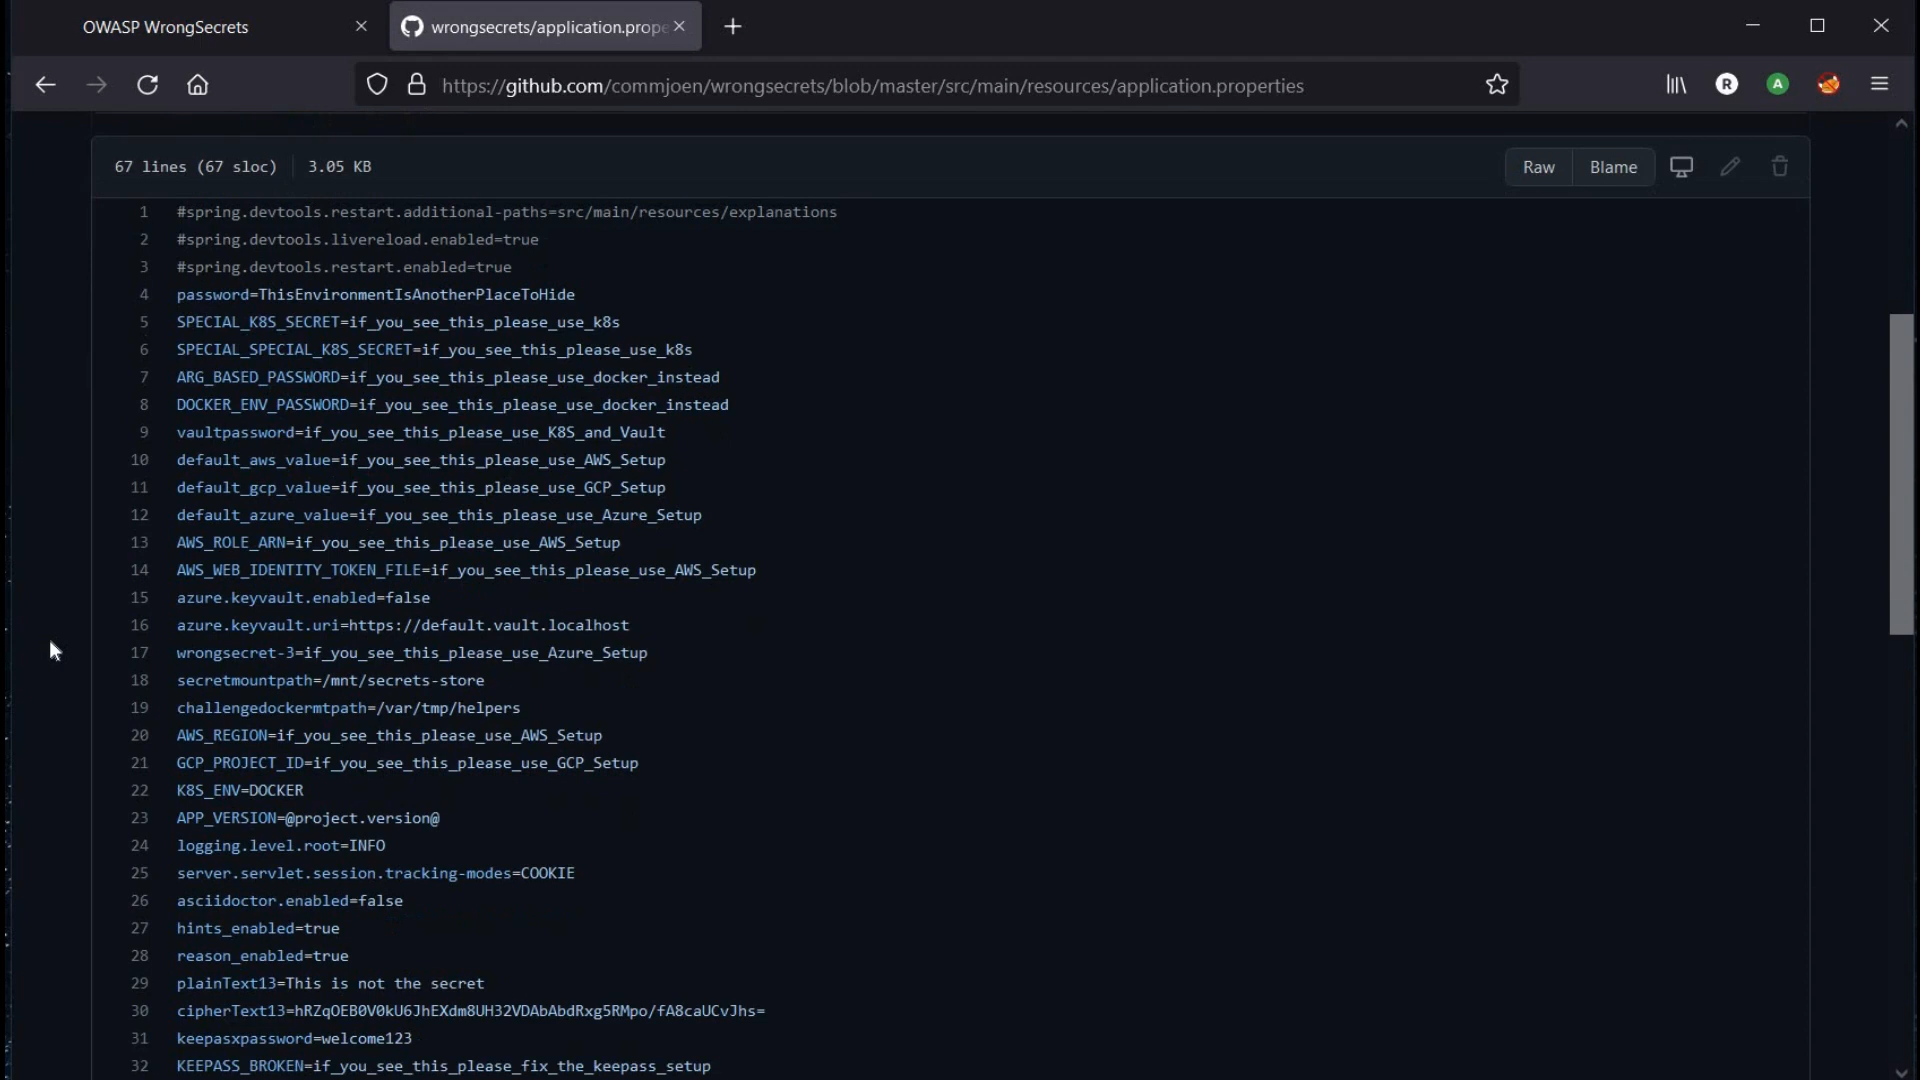 OWASP WrongSecrets
wrongsecrets/application.prope
https://github.com/commjoen/wrongsecrets/blob/master/src/main/resources/application.properties
R
A
67 lines (67 sloc) 3.05 KB
Raw Blame
1 #spring.devtools.restart.additional-paths=src/main/resources/explanations
2 #spring.devtools.livereload.enabled=true
3 #spring.devtools.restart.enabled=true
4 password=ThisEnvironmentIsAnotherPlaceToHide
5 SPECIAL_K8S_SECRET=if_you_see_this_please_use_k8s
6 SPECIAL_SPECIAL_K8S_SECRET=if_you_see_this_please_use_k8s
7 ARG_BASED_PASSWORD=if_you_see_this_please_use_docker_instead
8 DOCKER_ENV_PASSWORD=if_you_see_this_please_use_docker_instead
9 vaultpassword=if_you_see_this_please_use_K8S_and_Vault
10 default_aws_value=if_you_see_this_please_use_AWS_Setup
11 default_gcp_value=if_you_see_this_please_use_GCP_Setup
12 default_azure_value=if_you_see_this_please_use_Azure_Setup
13 AWS_ROLE_ARN=if_you_see_this_please_use_AWS_Setup
14 AWS_WEB_IDENTITY_TOKEN_FILE=if_you_see_this_please_use_AWS_Setup
15 azure.keyvault.enabled=false
16 azure.keyvault.uri=https://default.vault.localhost
17 wrongsecret-3=if_you_see_this_please_use_Azure_Setup
18 secretmountpath=/mnt/secrets-store
19 challengedockermtpath=/var/tmp/helpers
20 AWS_REGION=if_you_see_this_please_use_AWS_Setup
21 GCP_PROJECT_ID=if_you_see_this_please_use_GCP_Setup
22 K8S_ENV=DOCKER
23 APP_VERSION=@project.version@
24 logging.level.root=INFO
25 server.servlet.session.tracking-modes=COOKIE
26 asciidoctor.enabled=false
27 hints_enabled=true
28 reason_enabled=true
29 plainText13=This is not the secret
30 cipherText13=hRZqOEB0V0kU6JhEXdm8UH32VDAbAbdRxg5RMpo/fA8caUCvJhs=
31 keepasxpassword=welcome123
32 KEEPASS_BROKEN=if_you_see_this_please_fix_the_keepass_setup